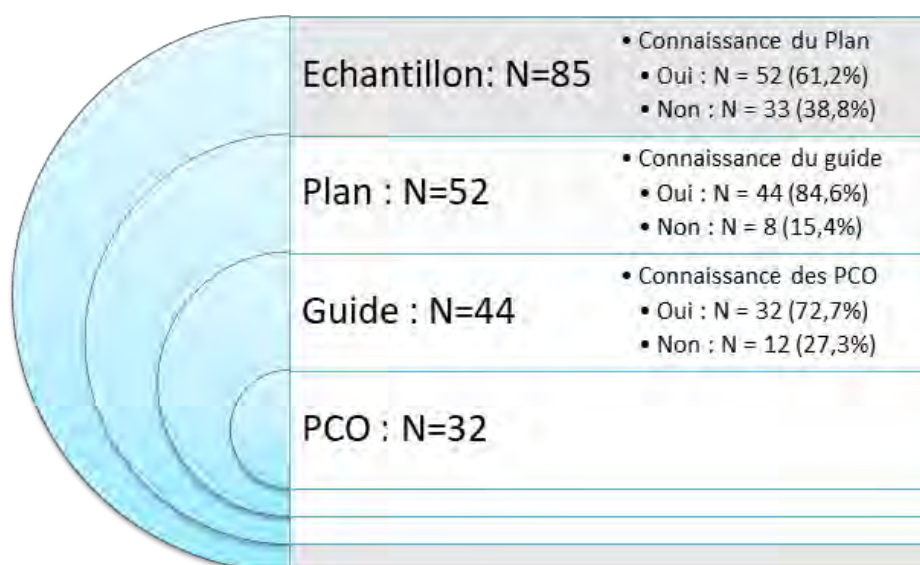 Echantillon: N=85
• Connaissance du Plan
• Oui : N = 52 (61,2%)
• Non : N = 33 (38,8%)
Plan : N=52
• Connaissance du guide
• Oui : N = 44 (84,6%)
• Non : N = 8 (15,4%)
Guide : N=44
• Connaissance des PCO
• Oui : N = 32 (72,7%)
• Non : N = 12 (27,3%)
PCO : N=32